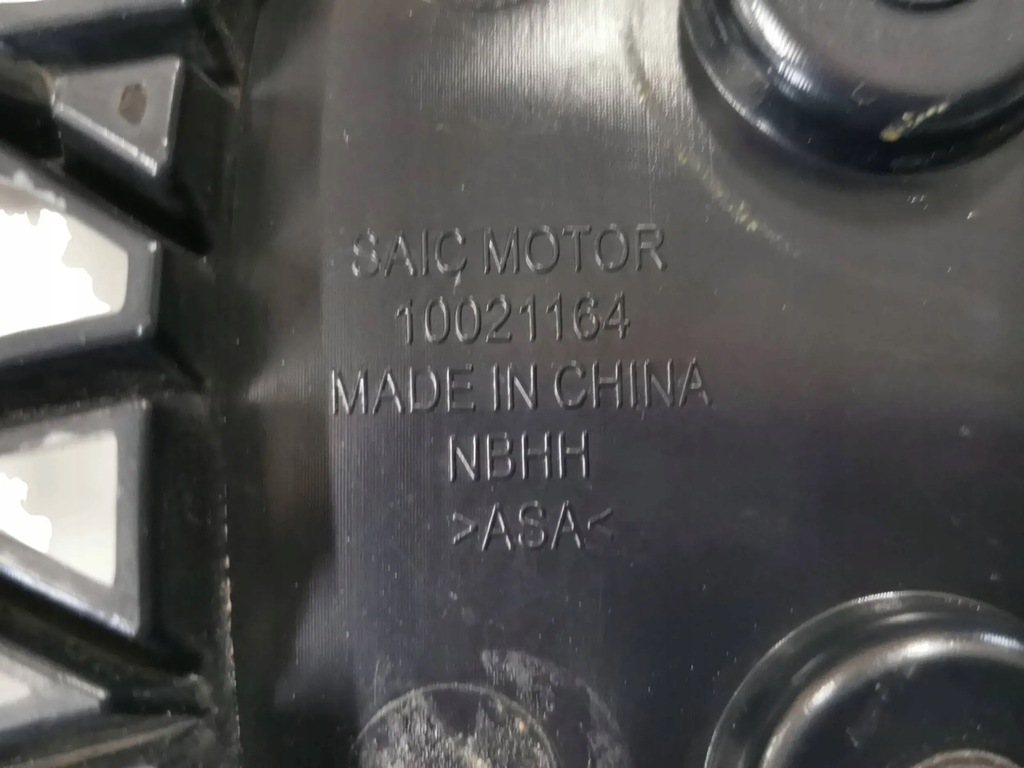 SAIC MOTOR
10021164
MADE IN CHINA
NBHH
>ASA<